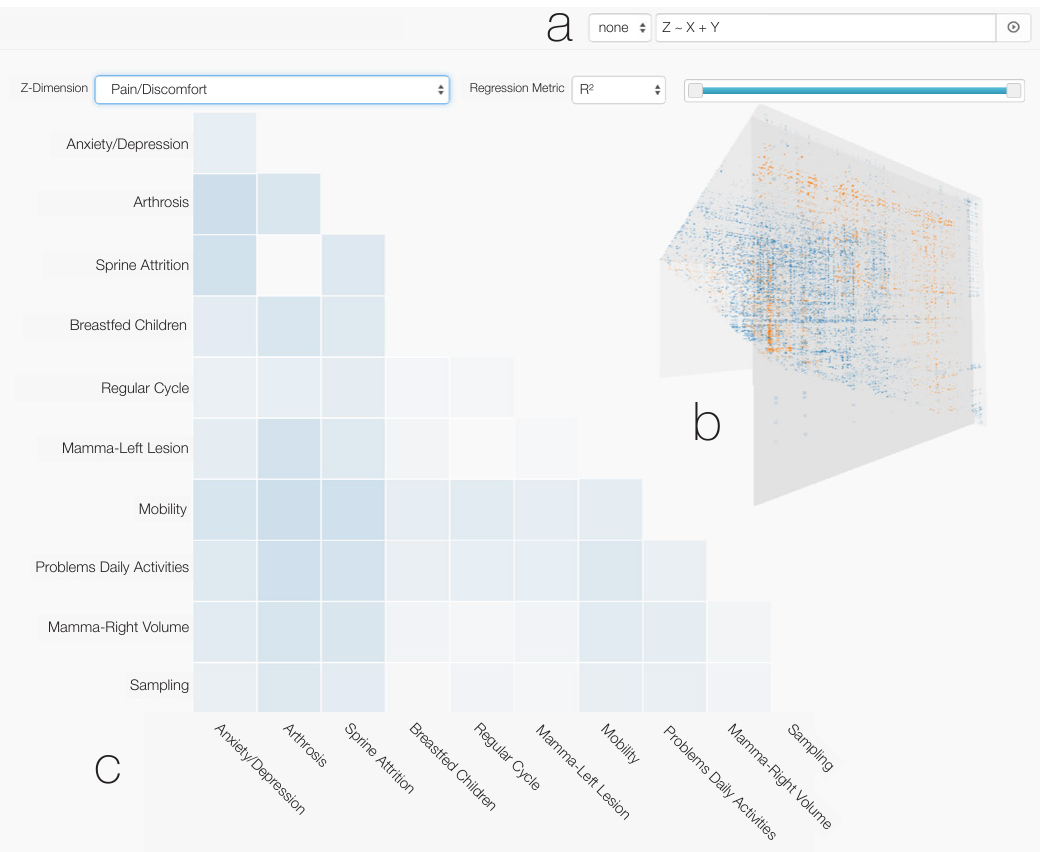 a
none
Z ~ X + Y
Z-Dimension
Pain/Discomfort
Regression Metric
R²
Anxiety/Depression
Arthrosis
Sprine Attrition
Breastfed Children
Regular Cycle
Mamma-Left Lesion
Mobility
Problems Daily Activities
Mamma-Right Volume
Sampling
b
c
Anxiety/Depression
Arthrosis
Sprine Attrition
Breastfed Children
Regular Cycle
Mamma-Left Lesion
Mobility
Problems Daily Activities
Mamma-Right Volume
Sampling